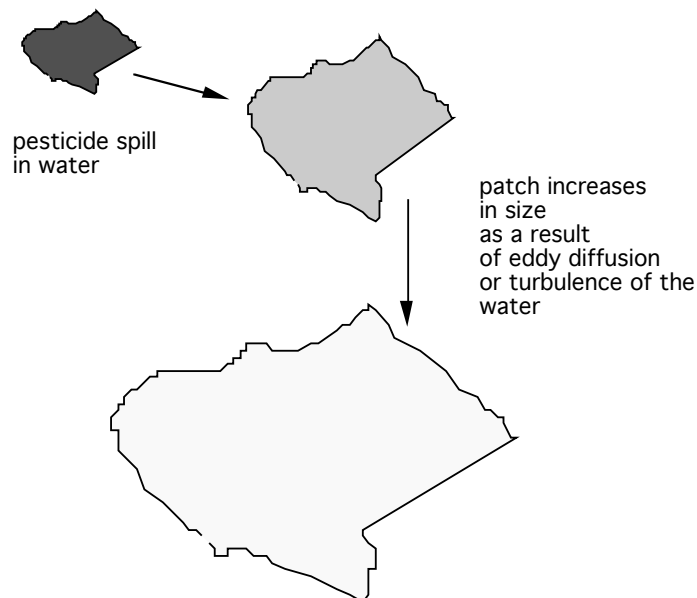 pesticide spill
in water
patch increases
in size
as a result
of eddy diffusion
or turbulence of the
water